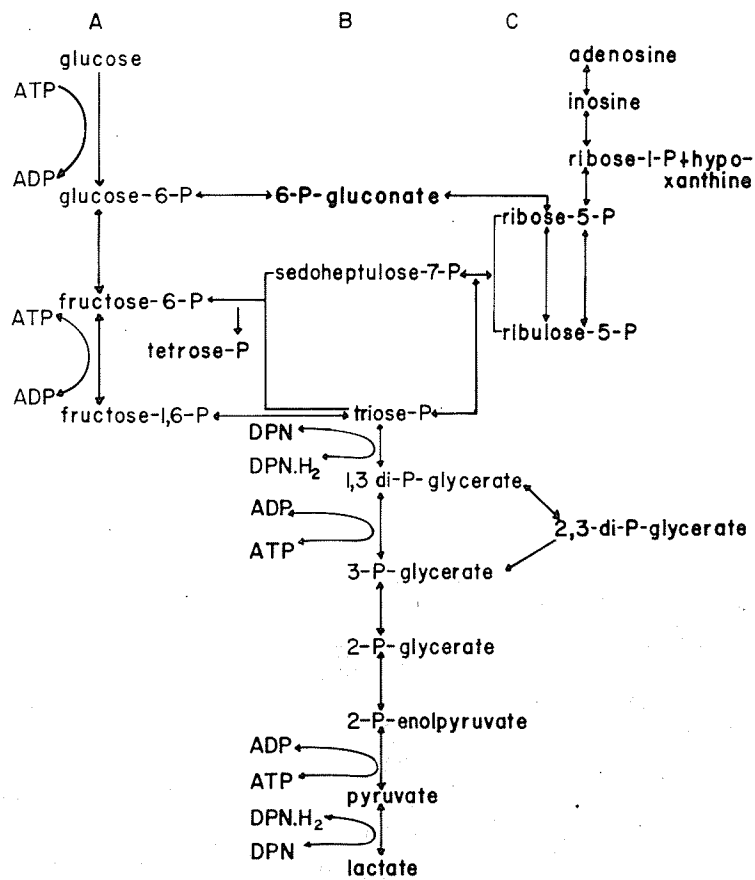 A B C
glucose
ATP
ADP
glucose-6-P
fructose-6-P
ATP
ADP
fructose-1,6-P
6-P-gluconate
sedoheptulose-7-P
tetrose-P
triose-P
DPN
DPN.H₂
1,3 di-P-glycerate
ADP
ATP
2,3-di-P-glycerate
3-P-glycerate
2-P-glycerate
2-P-enolpyruvate
ADP
ATP
pyruvate
DPN.H₂
DPN
lactate
adenosine
inosine
ribose-1-P+hypo-
xanthine
ribose-5-P
ribulose-5-P